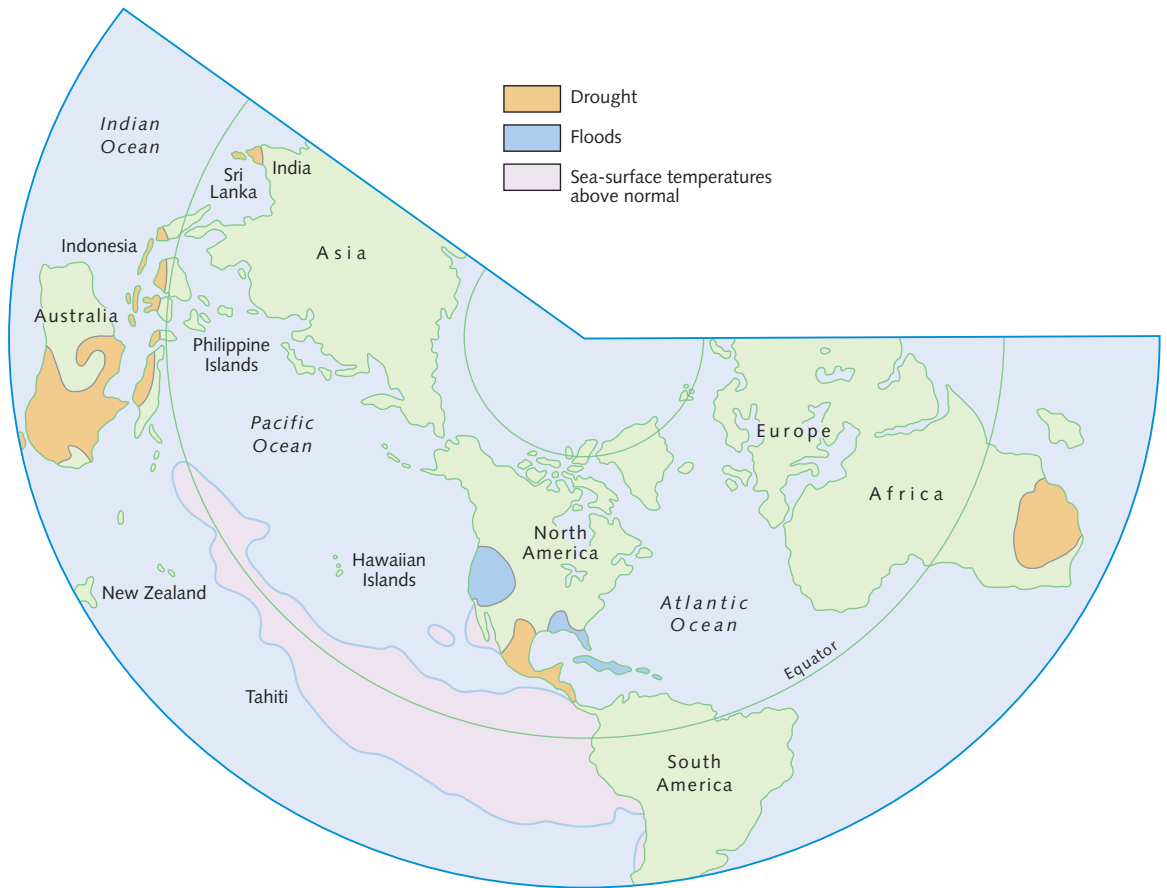 Drought
Floods
Sea-surface temperatures
above normal
Indian
Ocean
India
Sri
Lanka
Indonesia
Asia
Australia
Philippine
Islands
Pacific
Ocean
Europe
Africa
North
America
Hawaiian
Islands
New Zealand
Atlantic
Ocean
Equator
Tahiti
South
America